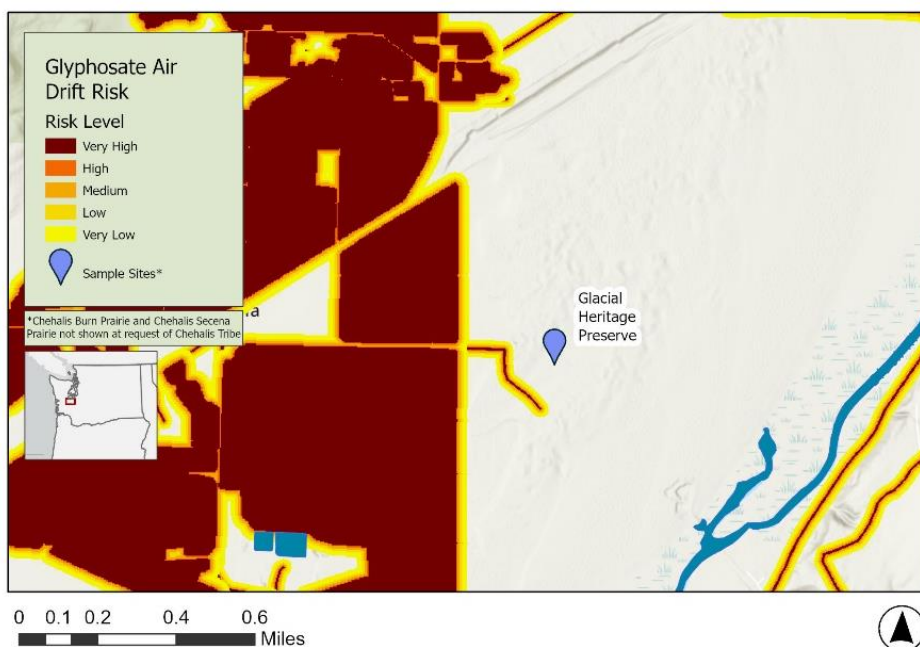 Glyphosate Air
Drift Risk
Risk Level
Very High
High
Medium
Low
Very Low
Sample Sites*
*Chehalis Burn Prairie and Chehalis Secena
Prairie not shown at request of Chehalis Tribe
Glacial
Heritage
Preserve
0 0.1 0.2 0.4 0.6
Miles